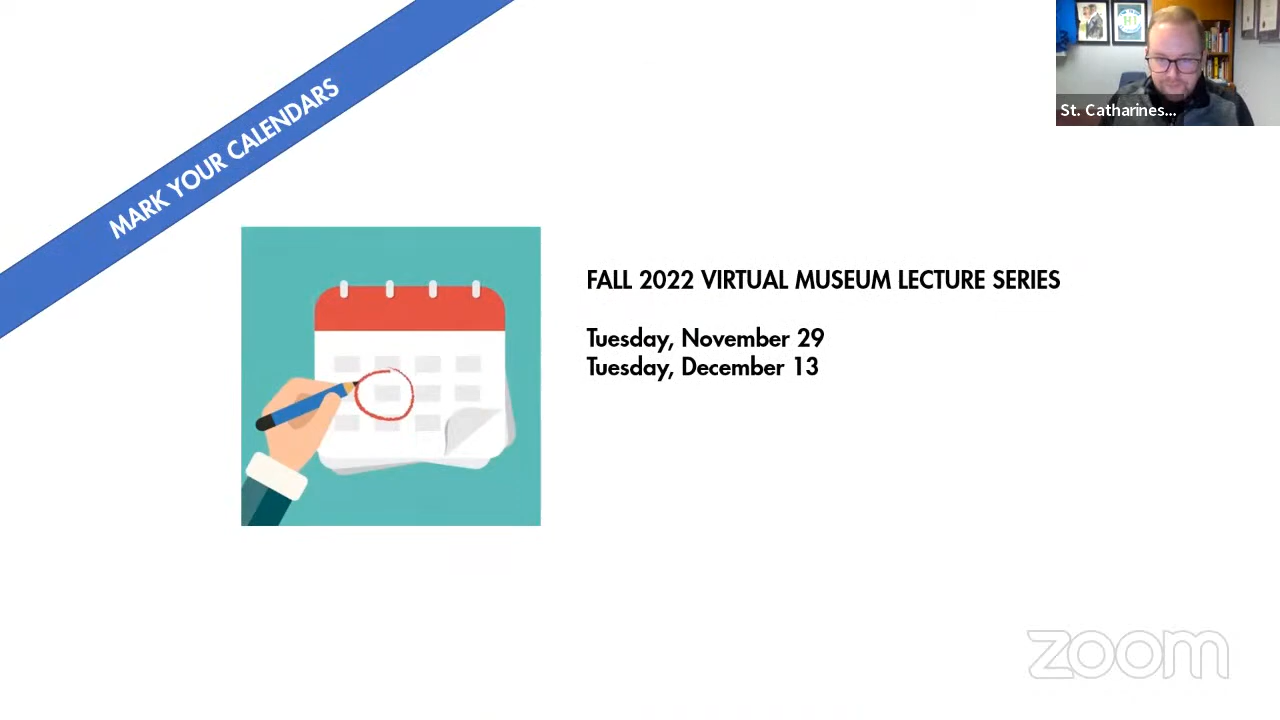 MARK YOUR CALENDARS
St. Catharines...
FALL 2022 VIRTUAL MUSEUM LECTURE SERIES
Tuesday, November 29
Tuesday, December 13
zoom